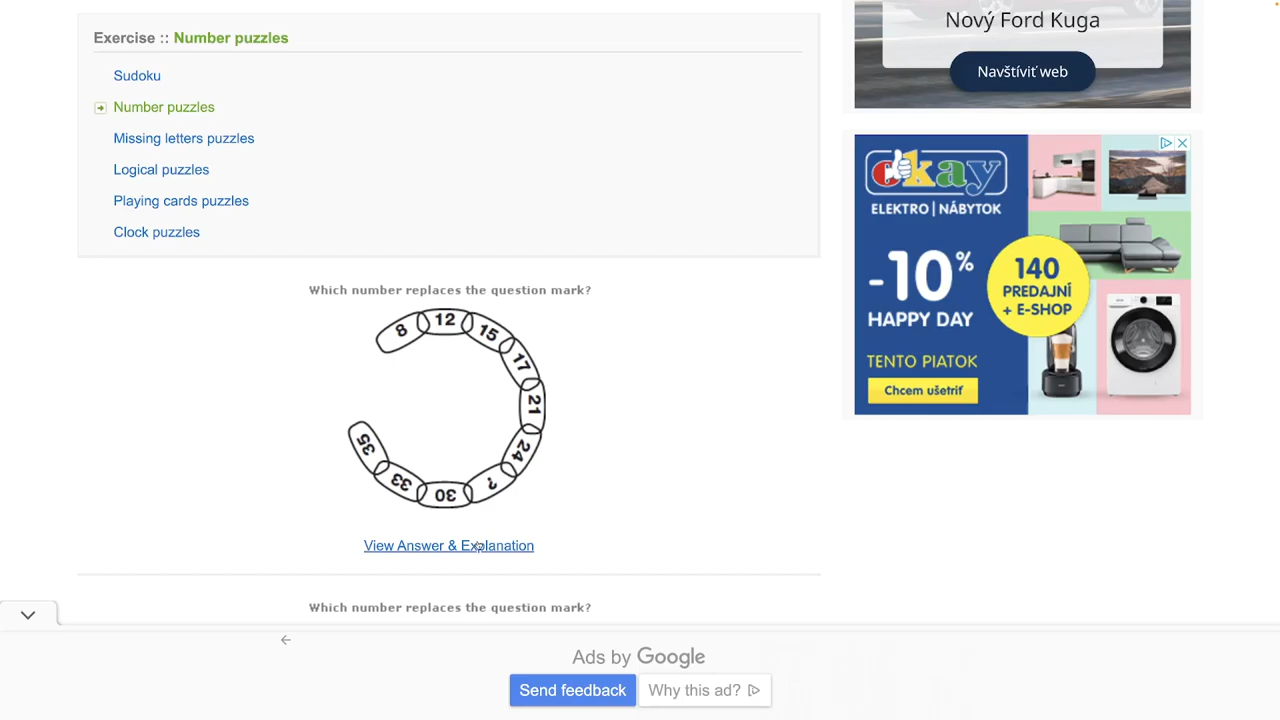 Exercise :: Number puzzles
Sudoku
Number puzzles
Missing letters puzzles
Logical puzzles
Playing cards puzzles
Clock puzzles
Which number replaces the question mark?
8
12
15
17
21
24
?
30
33
35
View Answer & Explanation
Which number replaces the question mark?
Nový Ford Kuga
Navštíviť web
okay
ELEKTRO | NÁBYTOK
-10%
HAPPY DAY
TENTO PIATOK
Chcem ušetriť
140
PREDAJNÍ
+ E-SHOP
Ads by Google
Send feedback
Why this ad?